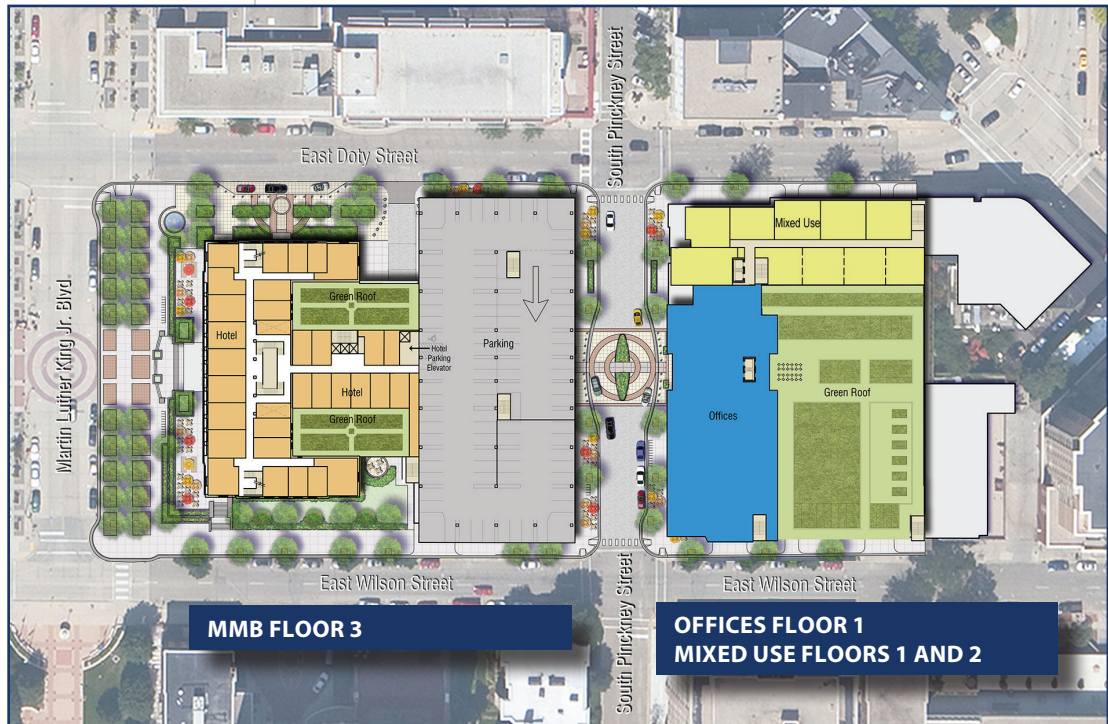 South Pinckney Street
East Doty Street
Mixed Use
Green Roof
Martin Luther King Jr. Blvd
Hotel
Hotel
Parking
Elevator
Parking
Hotel
Green Roof
Offices
Green Roof
East Wilson Street
South Pinckney Street
East Wilson Street
MMB FLOOR 3
OFFICES FLOOR 1
MIXED USE FLOORS 1 AND 2